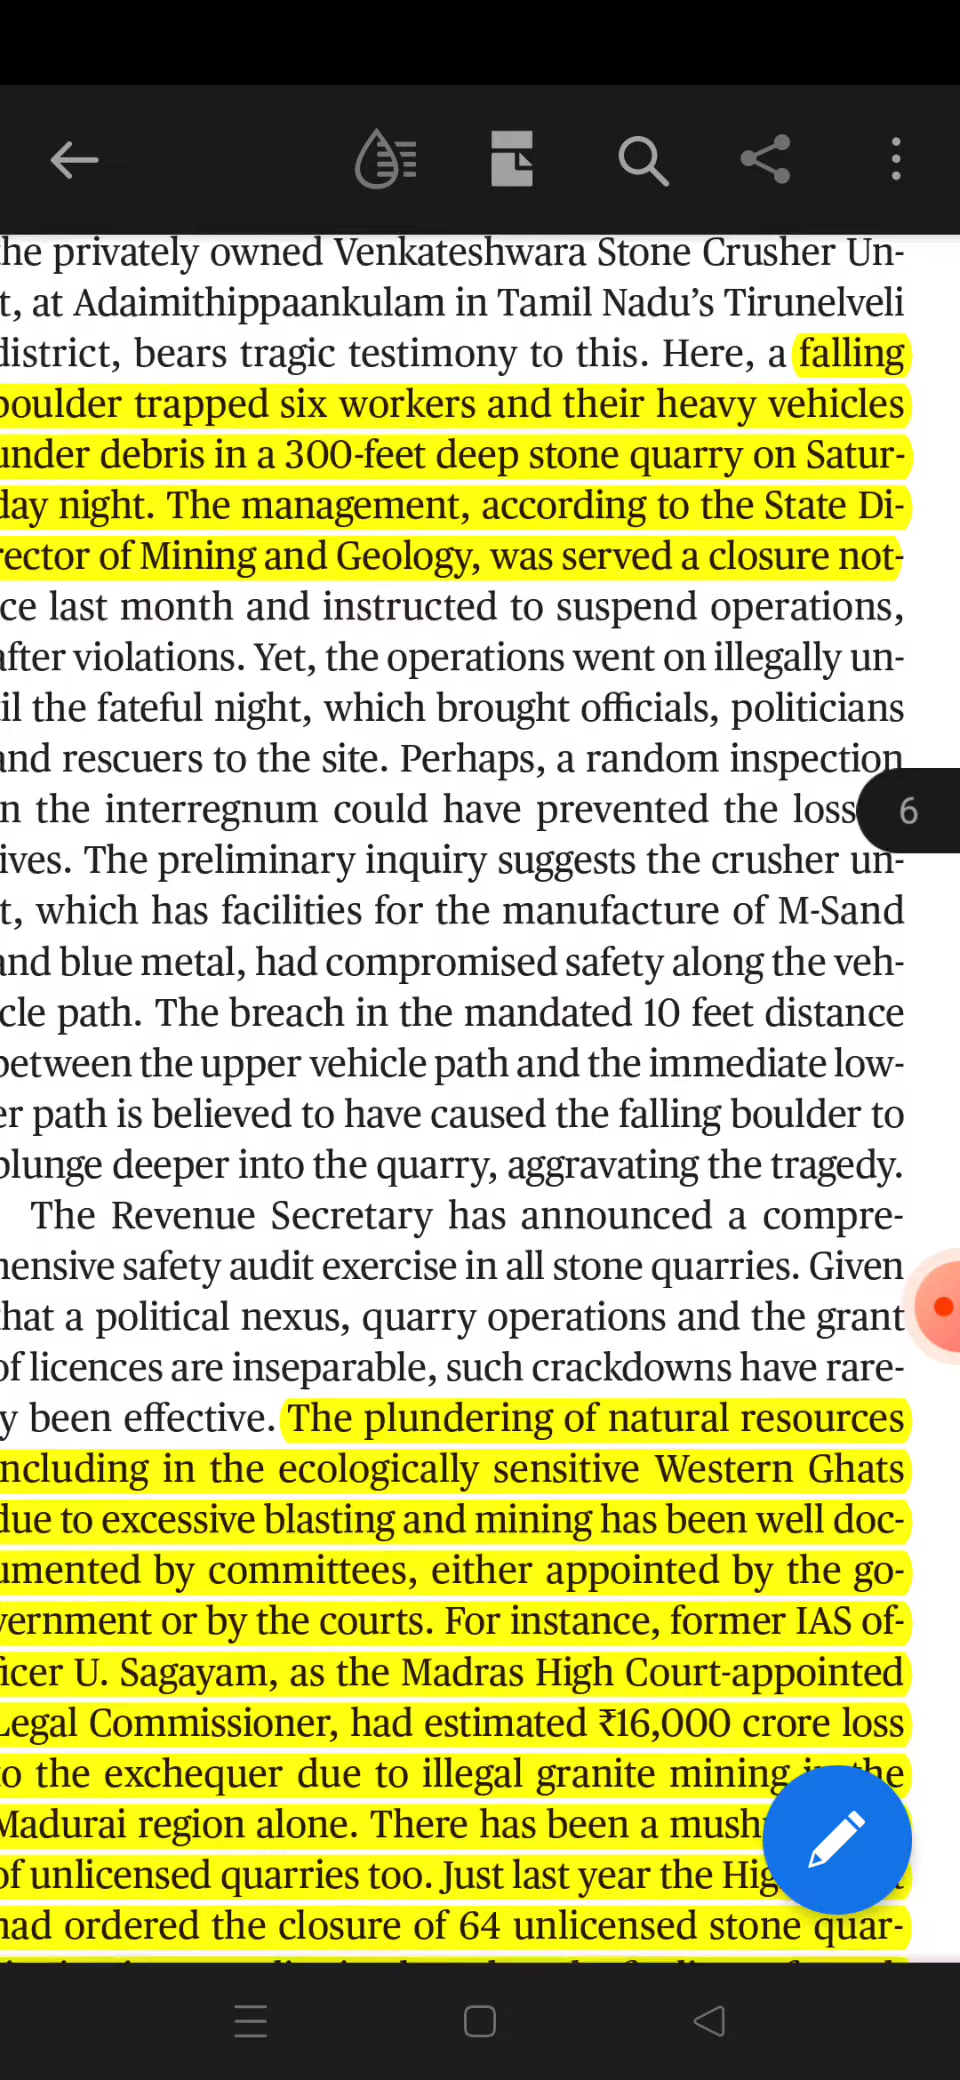 he privately owned Venkateshwara Stone Crusher Un-
t, at Adaimithippaankulam in Tamil Nadu's Tirunelveli
district, bears tragic testimony to this. Here, a falling
boulder trapped six workers and their heavy vehicles
under debris in a 300-feet deep stone quarry on Satur-
day night. The management, according to the State Di-
rector of Mining and Geology, was served a closure not-
ce last month and instructed to suspend operations,
after violations. Yet, the operations went on illegally un-
il the fateful night, which brought officials, politicians
and rescuers to the site. Perhaps, a random inspection
n the interregnum could have prevented the loss
6
ives. The preliminary inquiry suggests the crusher un-
t, which has facilities for the manufacture of M-Sand
and blue metal, had compromised safety along the veh-
cle path. The breach in the mandated 10 feet distance
between the upper vehicle path and the immediate low-
er path is believed to have caused the falling boulder to
plunge deeper into the quarry, aggravating the tragedy.
The Revenue Secretary has announced a compre-
hensive safety audit exercise in all stone quarries. Given
that a political nexus, quarry operations and the grant
of licences are inseparable, such crackdowns have rare-
y been effective. The plundering of natural resources
ncluding in the ecologically sensitive Western Ghats
due to excessive blasting and mining has been well doc-
umented by committees, either appointed by the go-
vernment or by the courts. For instance, former IAS of-
ficer U. Sagayam, as the Madras High Court-appointed
Legal Commissioner, had estimated ₹16,000 crore loss
to the exchequer due to illegal granite mining in the
Madurai region alone. There has been a mush
of unlicensed quarries too. Just last year the Hig
had ordered the closure of 64 unlicensed stone quar-